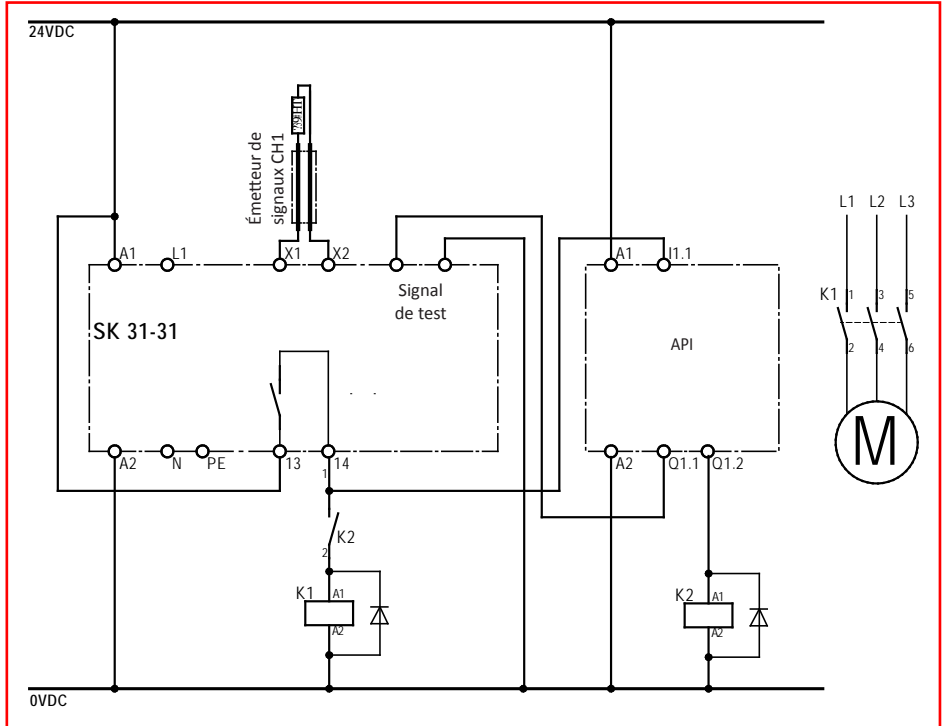 24VDC
Émetteur de
signaux CH1
L1 L2 L3
A1 L1 X1 X2 A1 I1.1
Signal
de test
K1 1 3 5
SK 31-31
API
2 4 6
M
A2 N PE 13 14 A2 Q1.1 Q1.2
1
K2
2
K1 A1 K2 A1
A2 A2
0VDC